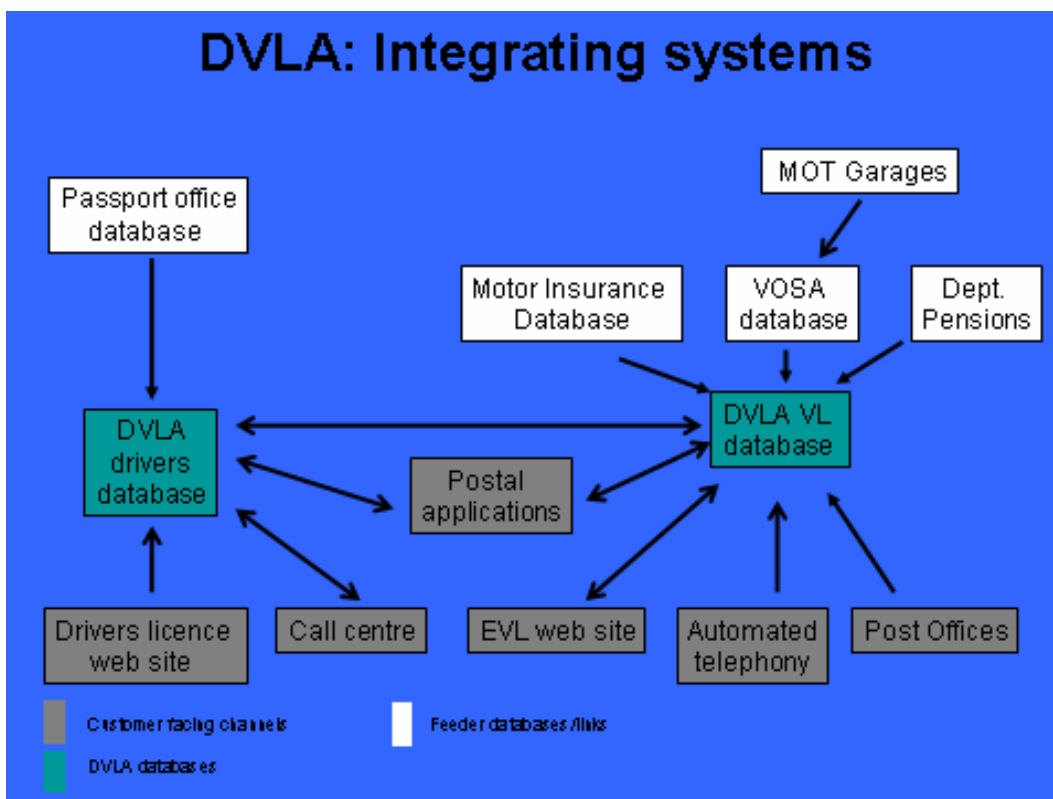 DVLA: Integrating systems
MOT Garages
Passport office
database
Motor Insurance
Database
VOSA
database
Dept.
Pensions
DVLA
drivers
database
DVLA VL
database
Postal
applications
Drivers licence
web site
Call centre
EVL web site
Automated
telephony
Post Offices
Customer facing channels
Feeder databases/links
DVLA databases